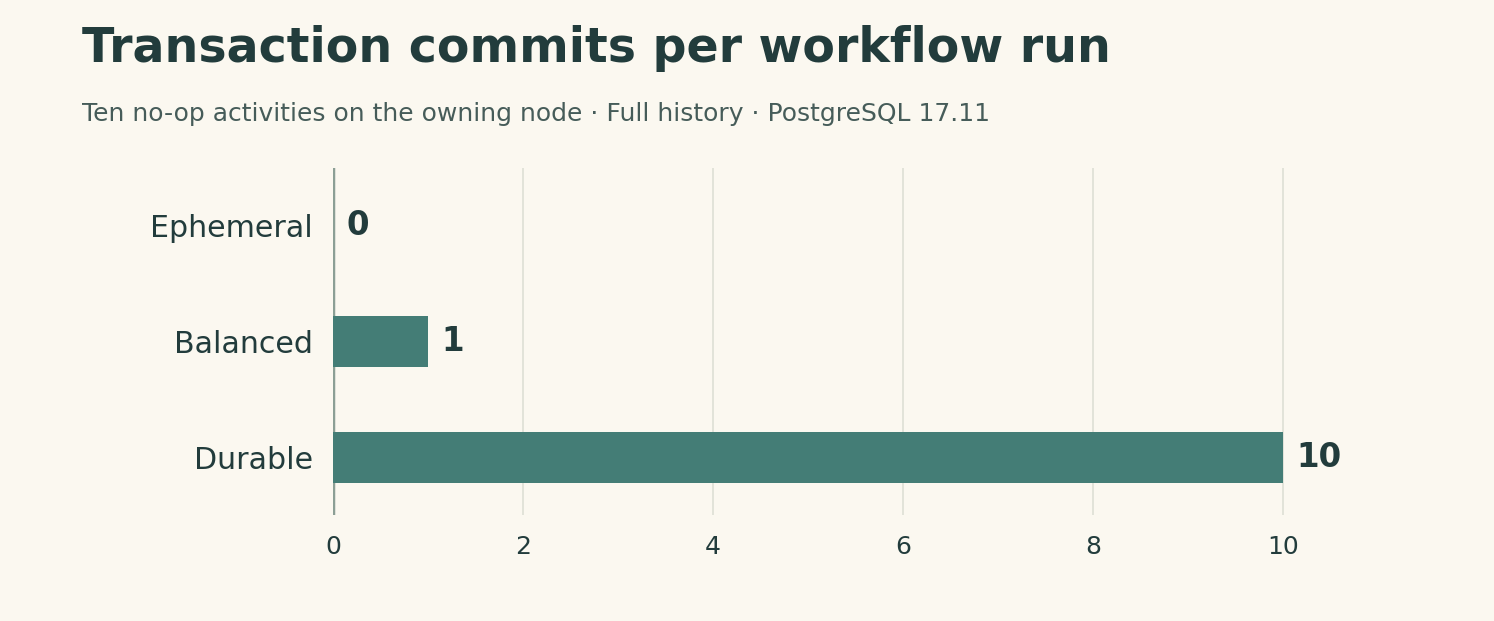 Transaction commits per workflow run
Ten no-op activities on the owning node · Full history · PostgreSQL 17.11
Ephemeral 0
Balanced 1
Durable 10
0 2 4 6 8 10